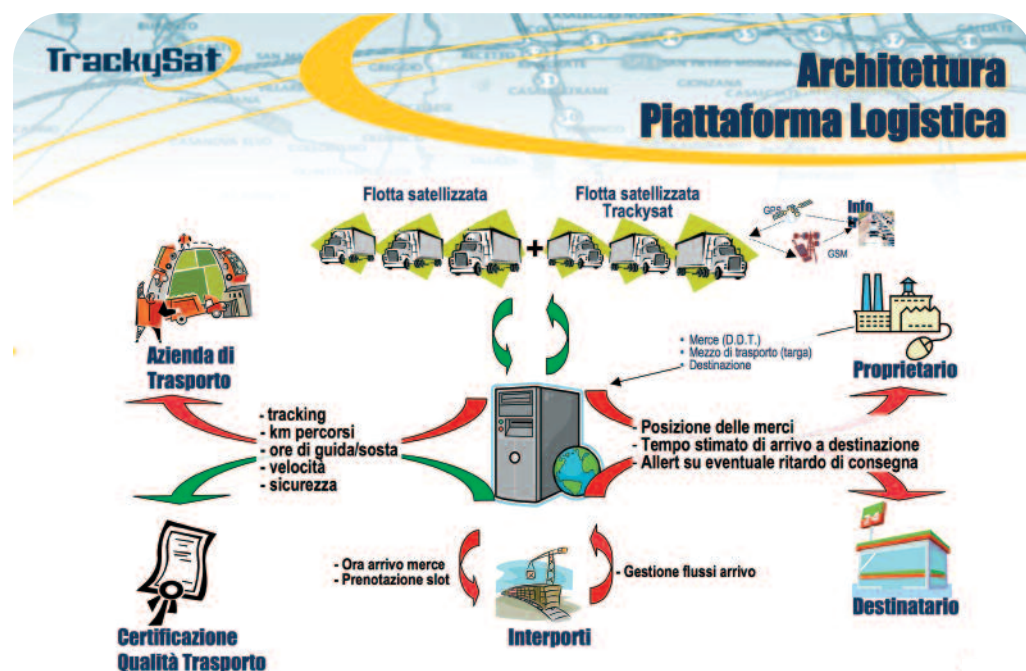 TrackySat
Architettura
Piattaforma Logistica
Flotta satellizzata
+
Flotta satellizzata
Trackysat
GPS
Info
GSM
Azienda di
Trasporto
• Merce (D.D.T.)
• Mezzo di trasporto (targa)
• Destinazione
Proprietario
- tracking
- km percorsi
- ore di guida/sosta
- velocità
- sicurezza
- Posizione delle merci
- Tempo stimato di arrivo a destinazione
- Allert su eventuale ritardo di consegna
- Ora arrivo merce
- Prenotazione slot
- Gestione flussi arrivo
24
Certificazione
Qualità Trasporto
Interporti
Destinatario